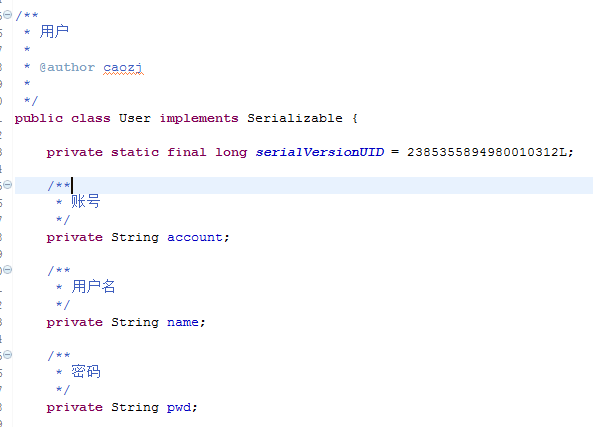 /**
* 用户
*
* @author caozj
*
*/
public class User implements Serializable {
private static final long serialVersionUID = 2385355894980010312L;
/**
* 账号
*/
private String account;
/**
* 用户名
*/
private String name;
/**
* 密码
*/
private String pwd;